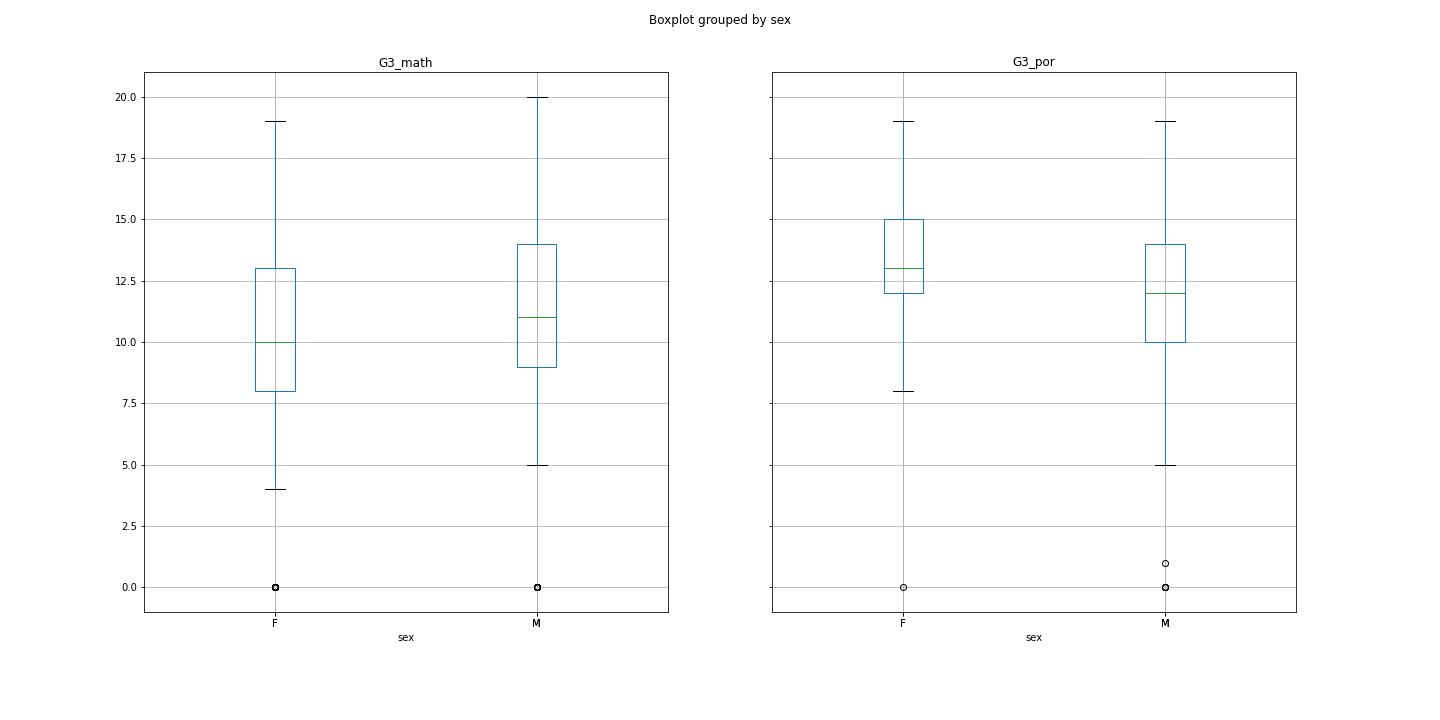 Boxplot grouped by sex
G3_math
G3_por
20.0
17.5
15.0
12.5
10.0
7.5
5.0
2.5
0.0
F M
sex
F M
sex